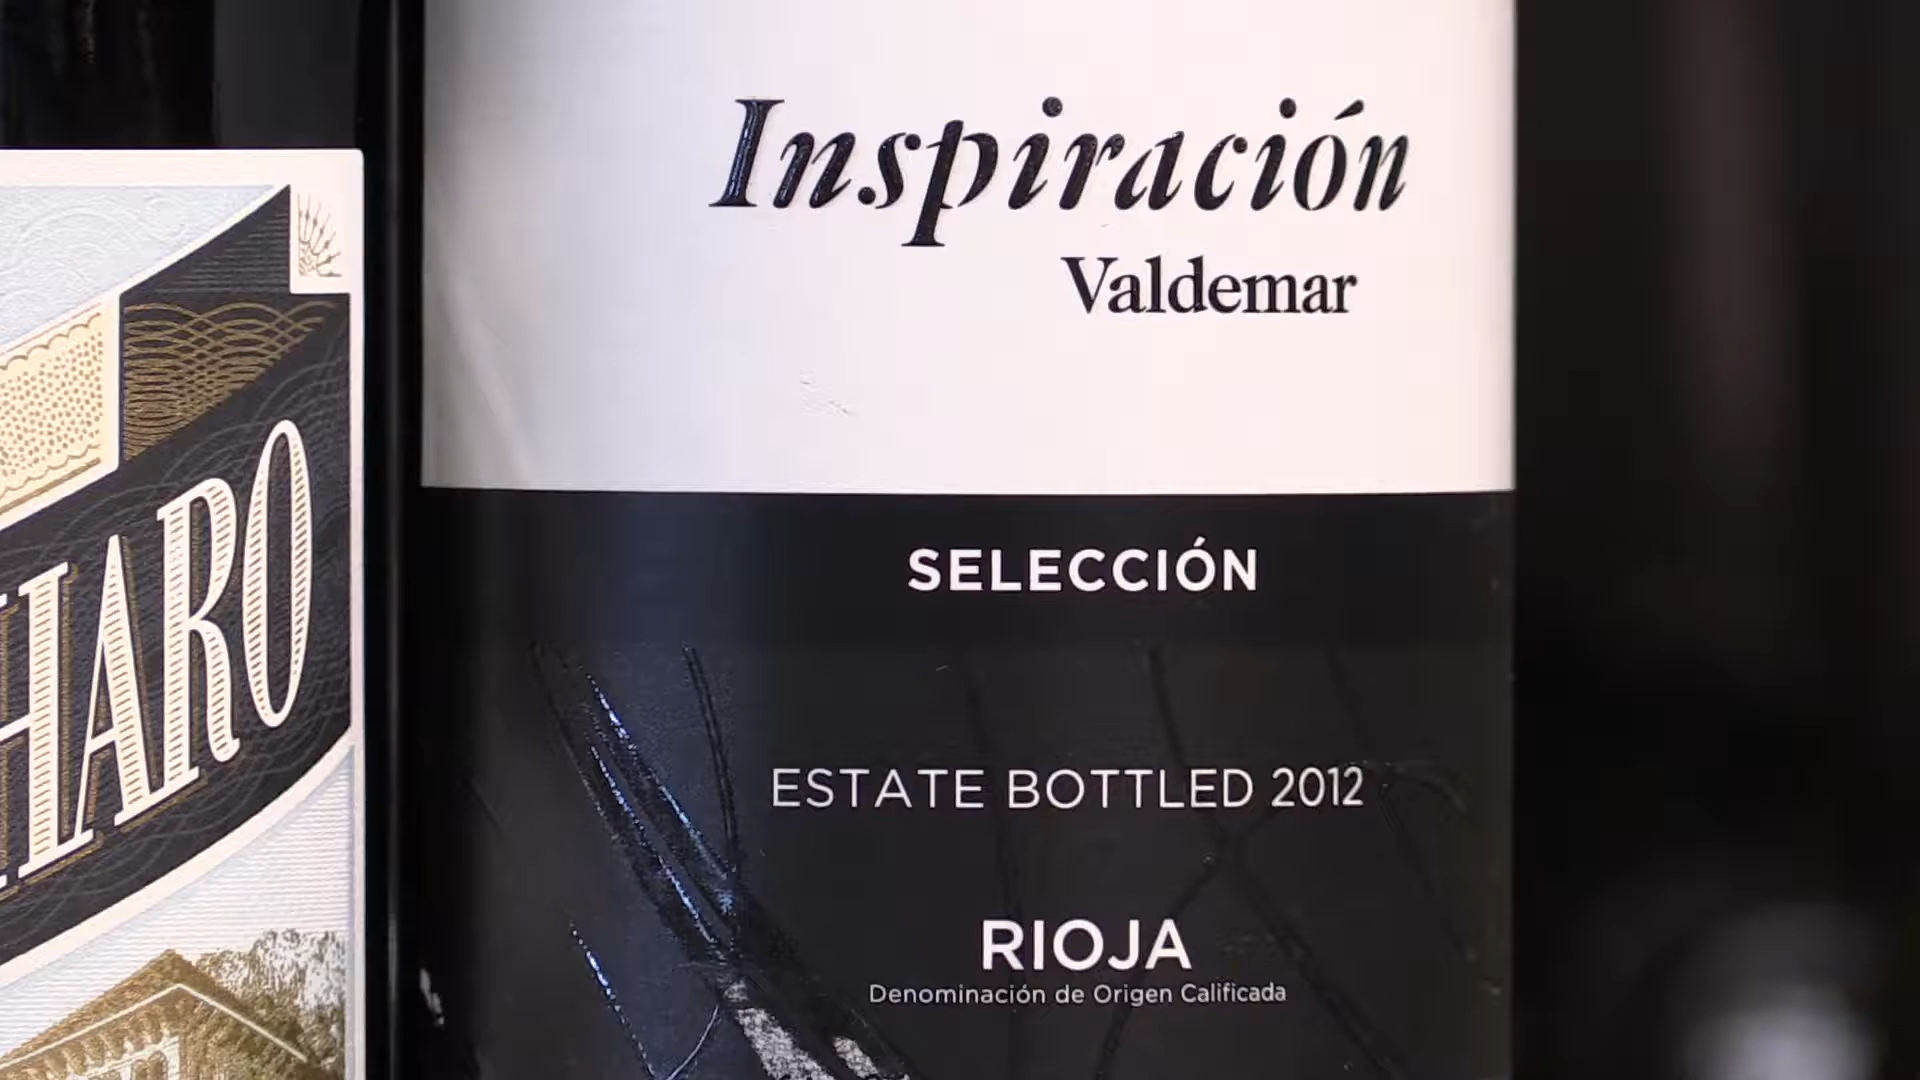 HARO
Inspiración
Valdemar
SELECCIÓN
ESTATE BOTTLED 2012
RIOJA
Denominación de Origen Calificada